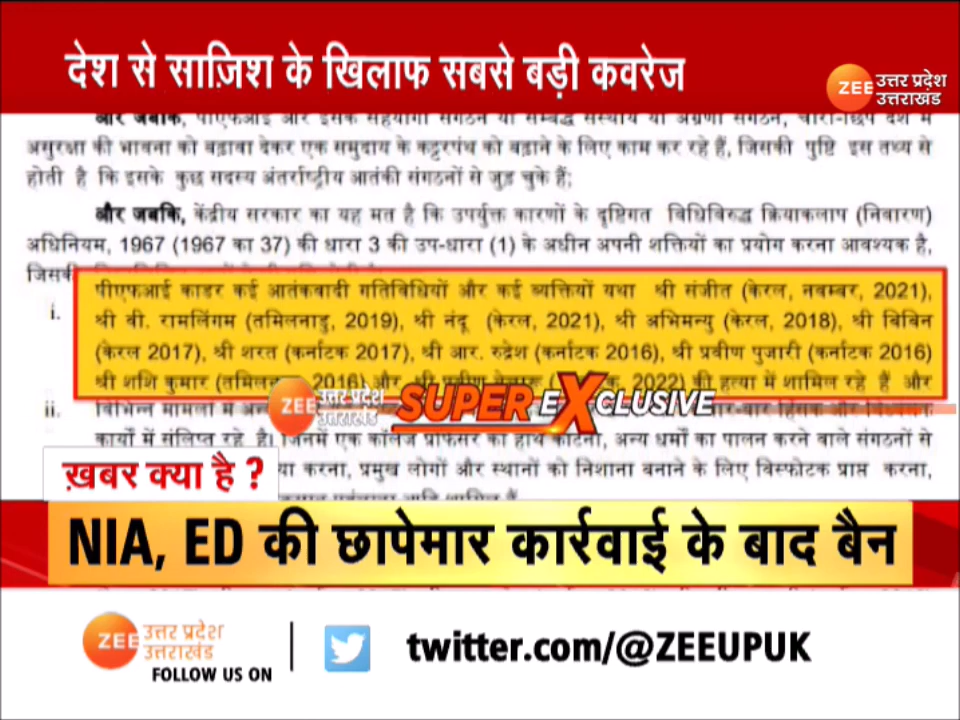 देश से साज़िश के खिलाफ सबसे बड़ी कवरेज
ZEE उत्तर प्रदेश
उत्तराखंड
और जबकि, पीएफआई और इसके सहयोगी संगठन या सम्बद्ध संस्थाय या अग्रणी संगठन, चोरी-छिपे देश में
असुरक्षा की भावना को बढ़ावा देकर एक समुदाय के कट्टरपंथ को बढ़ाने के लिए काम कर रहे हैं, जिसकी पुष्टि इस तथ्य से
होती है कि इसके कुछ सदस्य अंतर्राष्ट्रीय आतंकी संगठनों से जुड़ चुके हैं;
और जबकि, केंद्रीय सरकार का यह मत है कि उपर्युक्त कारणों के दृष्टिगत विधिविरुद्ध क्रियाकलाप (निवारण)
अधिनियम, 1967 (1967 का 37) की धारा 3 की उप-धारा (1) के अधीन अपनी शक्तियों का प्रयोग करना आवश्यक है,
i. पीएफआई काडर कई आतंकवादी गतिविधियों और कई व्यक्तियों यथा श्री संजीत (केरल, नवम्बर, 2021),
श्री वी. रामलिंगम (तमिलनाडु, 2019), श्री नंदू (केरल, 2021), श्री अभिमन्यु (केरल, 2018), श्री बिबिन
(केरल 2017), श्री शरत (कर्नाटक 2017), श्री आर. रुद्रेश (कर्नाटक 2016), श्री प्रवीण पुजारी (कर्नाटक 2016)
श्री शशि कुमार 2016) और 2022) की हत्या में शामिल रहे हैं और
ZEE उत्तर प्रदेश
उत्तराखंड
SUPER EXCLUSIVE
ii. विभिन्न मामलों में
कार्यों में संलिप्त रहे है। जिनमें एक कॉलेज प्रोफेसर का हाथ काटना, अन्य धर्मों का पालन करने वाले संगठनों से
करना, प्रमुख लोगों और स्थानों को निशाना बनाने के लिए विस्फोटक प्राप्त करना,
ख़बर क्या है ?
NIA, ED की छापेमार कार्रवाई के बाद बैन
ZEE उत्तर प्रदेश
उत्तराखंड
FOLLOW US ON
twitter.com/@ZEEUPUK